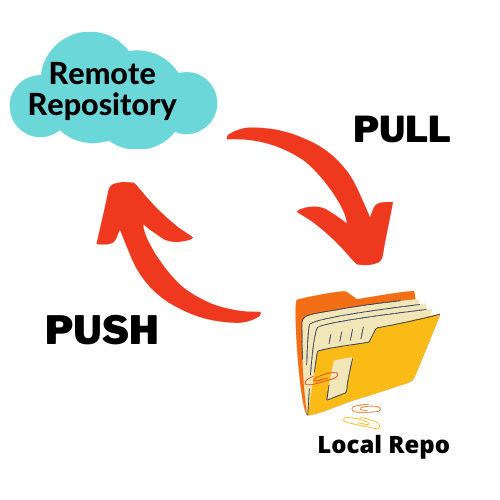 Remote
Repository
PULL
PUSH
Local Repo